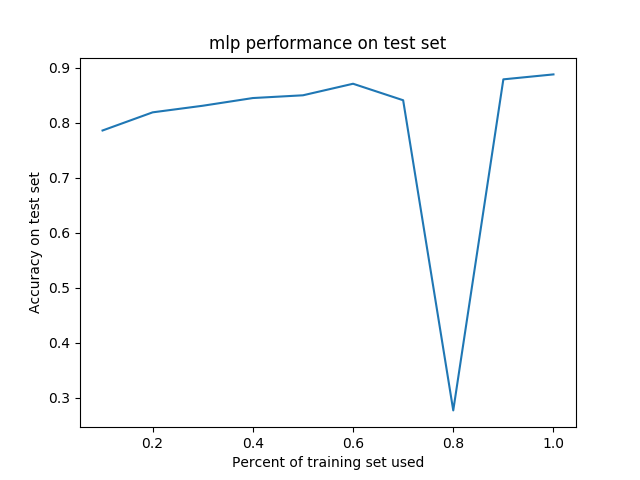 mlp performance on test set
0.9
0.8
0.7
0.6
0.5
0.4
0.3
Accuracy on test set
0.2 0.4 0.6 0.8 1.0
Percent of training set used